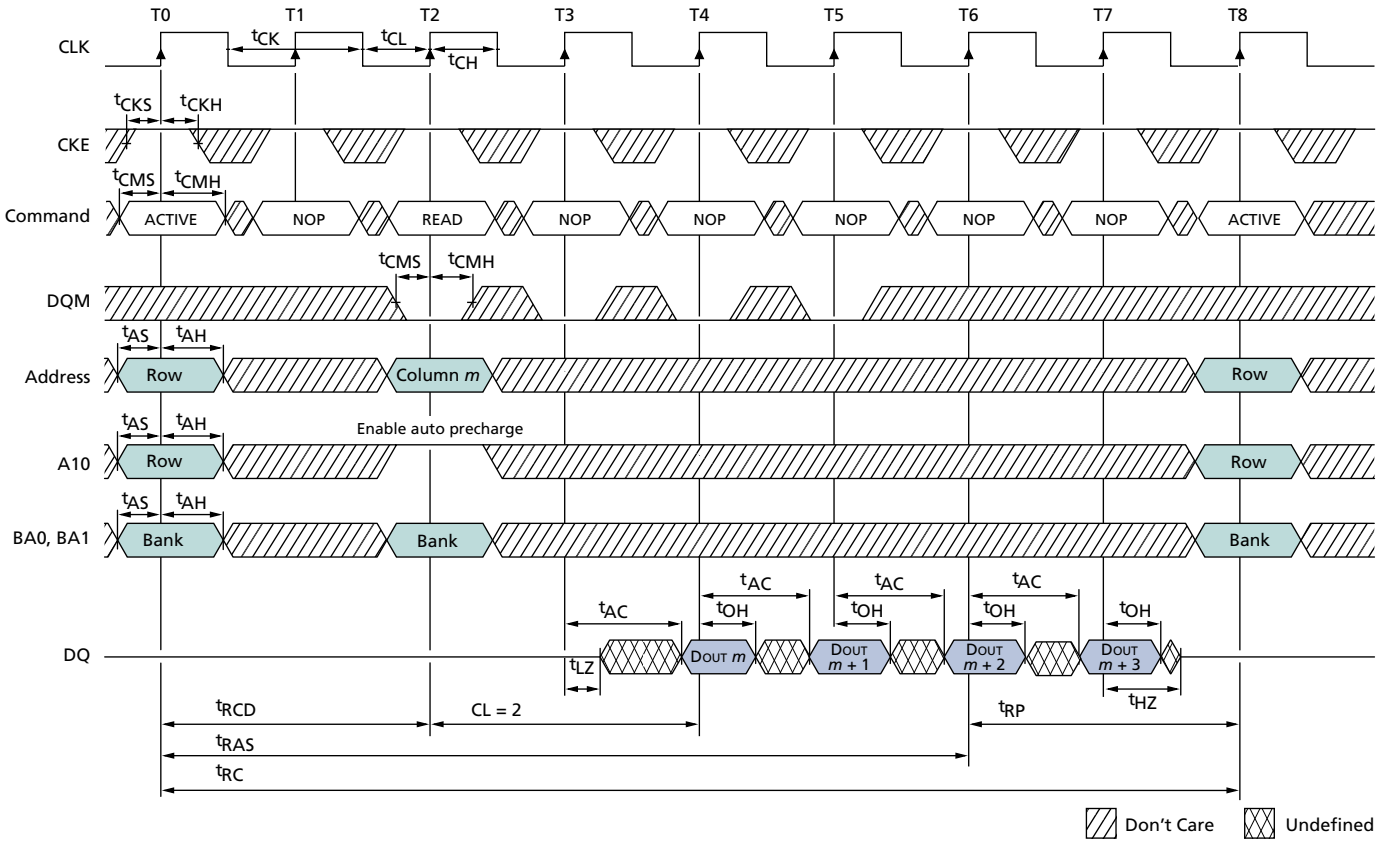 T0 T1 T2 T3 T4 T5 T6 T7 T8
CLK tCK tCL tCH
tCKS tCKH
CKE
tCMS tCMH
Command ACTIVE NOP READ NOP NOP NOP NOP NOP ACTIVE
tCMS tCMH
DQM
tAS tAH
Address Row Column m Row
tAS tAH Enable auto precharge
A10 Row Row
tAS tAH
BA0, BA1 Bank Bank Bank
tAC tAC tAC
tAC tOH tOH tOH tOH
DQ DOUT m DOUT m + 1 DOUT m + 2 DOUT m + 3
tLZ tHZ
tRCD CL = 2 tRP
tRAS
tRC
Don't Care Undefined